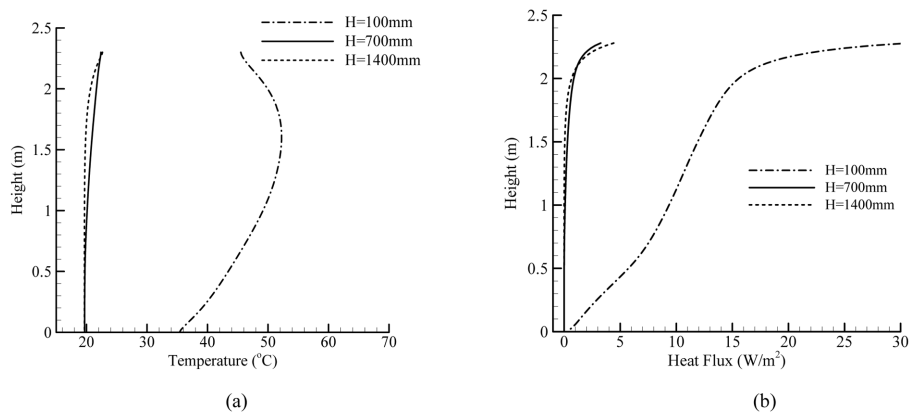 2.5
2
1.5
1
0.5
0
Height (m)
20 30 40 50 60 70
Temperature (°C)
H=100mm
H=700mm
H=1400mm
(a)
2.5
2
1.5
1
0.5
0
Height (m)
0 5 10 15 20 25 30
Heat Flux (W/m²)
H=100mm
H=700mm
H=1400mm
(b)